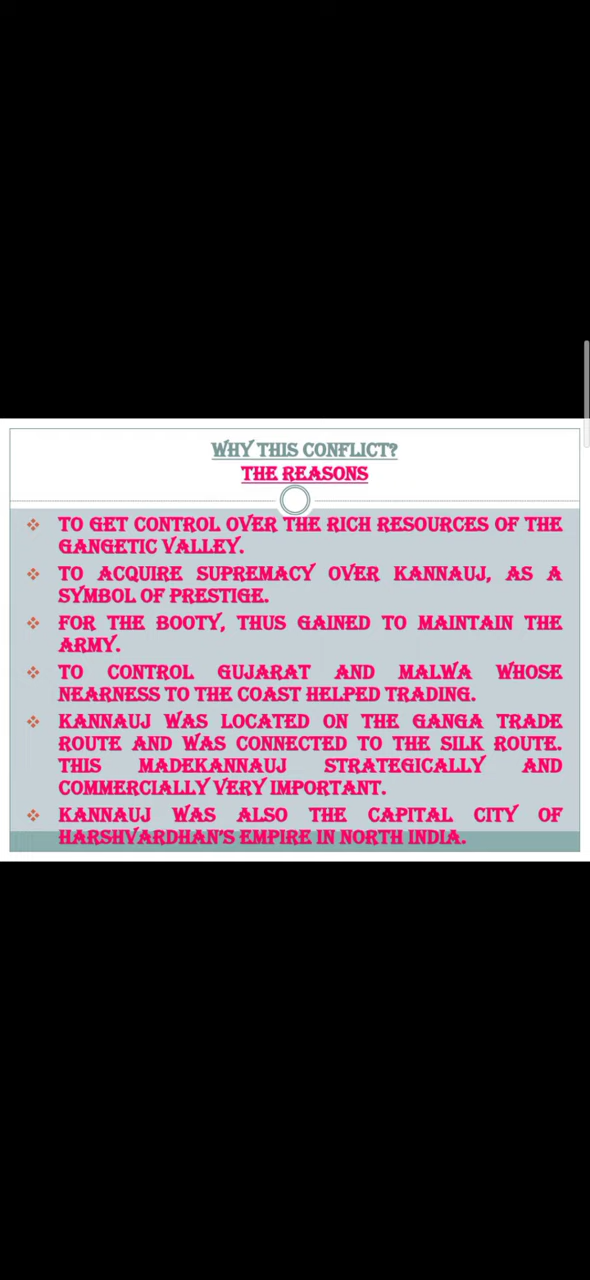 WHY THIS CONFLICT?
THE REASONS
❖ TO GET CONTROL OVER THE RICH RESOURCES OF THE
GANGETIC VALLEY.
❖ TO ACQUIRE SUPREMACY OVER KANNAUJ, AS A
SYMBOL OF PRESTIGE.
❖ FOR THE BOOTY, THUS GAINED TO MAINTAIN THE
ARMY.
❖ TO CONTROL GUJARAT AND MALWA WHOSE
NEARNESS TO THE COAST HELPED TRADING.
❖ KANNAUJ WAS LOCATED ON THE GANGA TRADE
ROUTE AND WAS CONNECTED TO THE SILK ROUTE.
THIS MADEKANNAUJ STRATEGICALLY AND
COMMERCIALLY VERY IMPORTANT.
❖ KANNAUJ WAS ALSO THE CAPITAL CITY OF
HARSHVARDHAN'S EMPIRE IN NORTH INDIA.